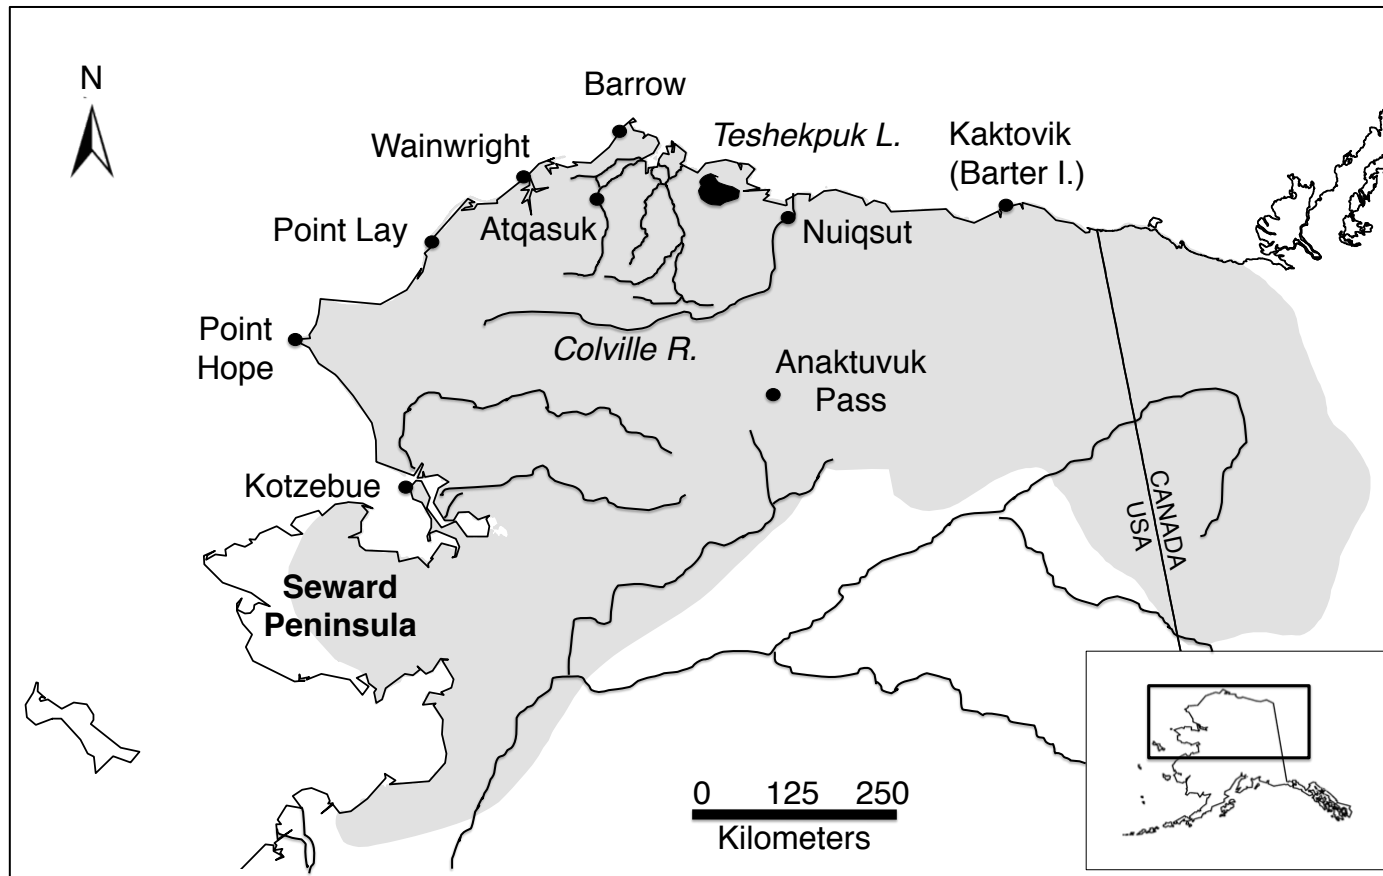 N
Barrow
Teshekpuk L.
Kaktovik
(Barter I.)
Wainwright
Point Lay
Atqasuk
Nuiqsut
Point
Hope
Colville R.
Anaktuvuk
Pass
Kotzebue
CANADA
USA
Seward
Peninsula
0 125 250
Kilometers